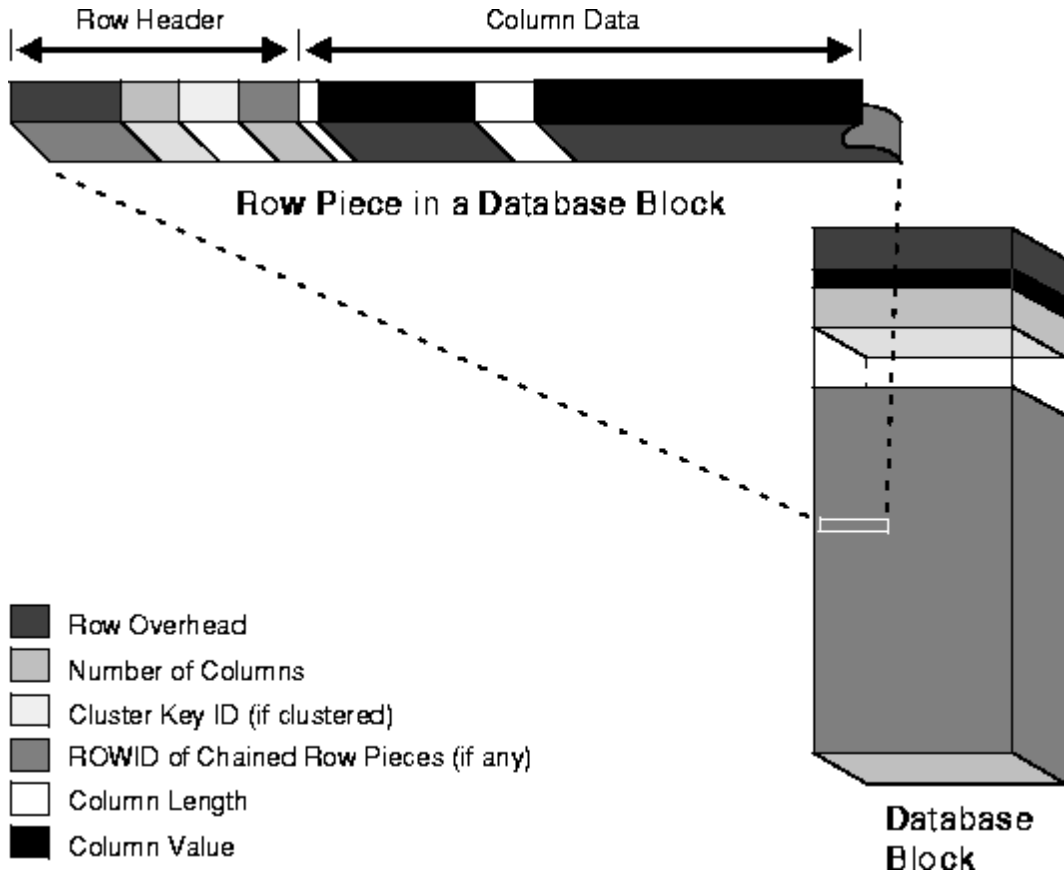 Row Header
Column Data
Row Piece in a Database Block
Row Overhead
Number of Columns
Cluster Key ID (if clustered)
ROWID of Chained Row Pieces (if any)
Column Length
Column Value
Database
Block